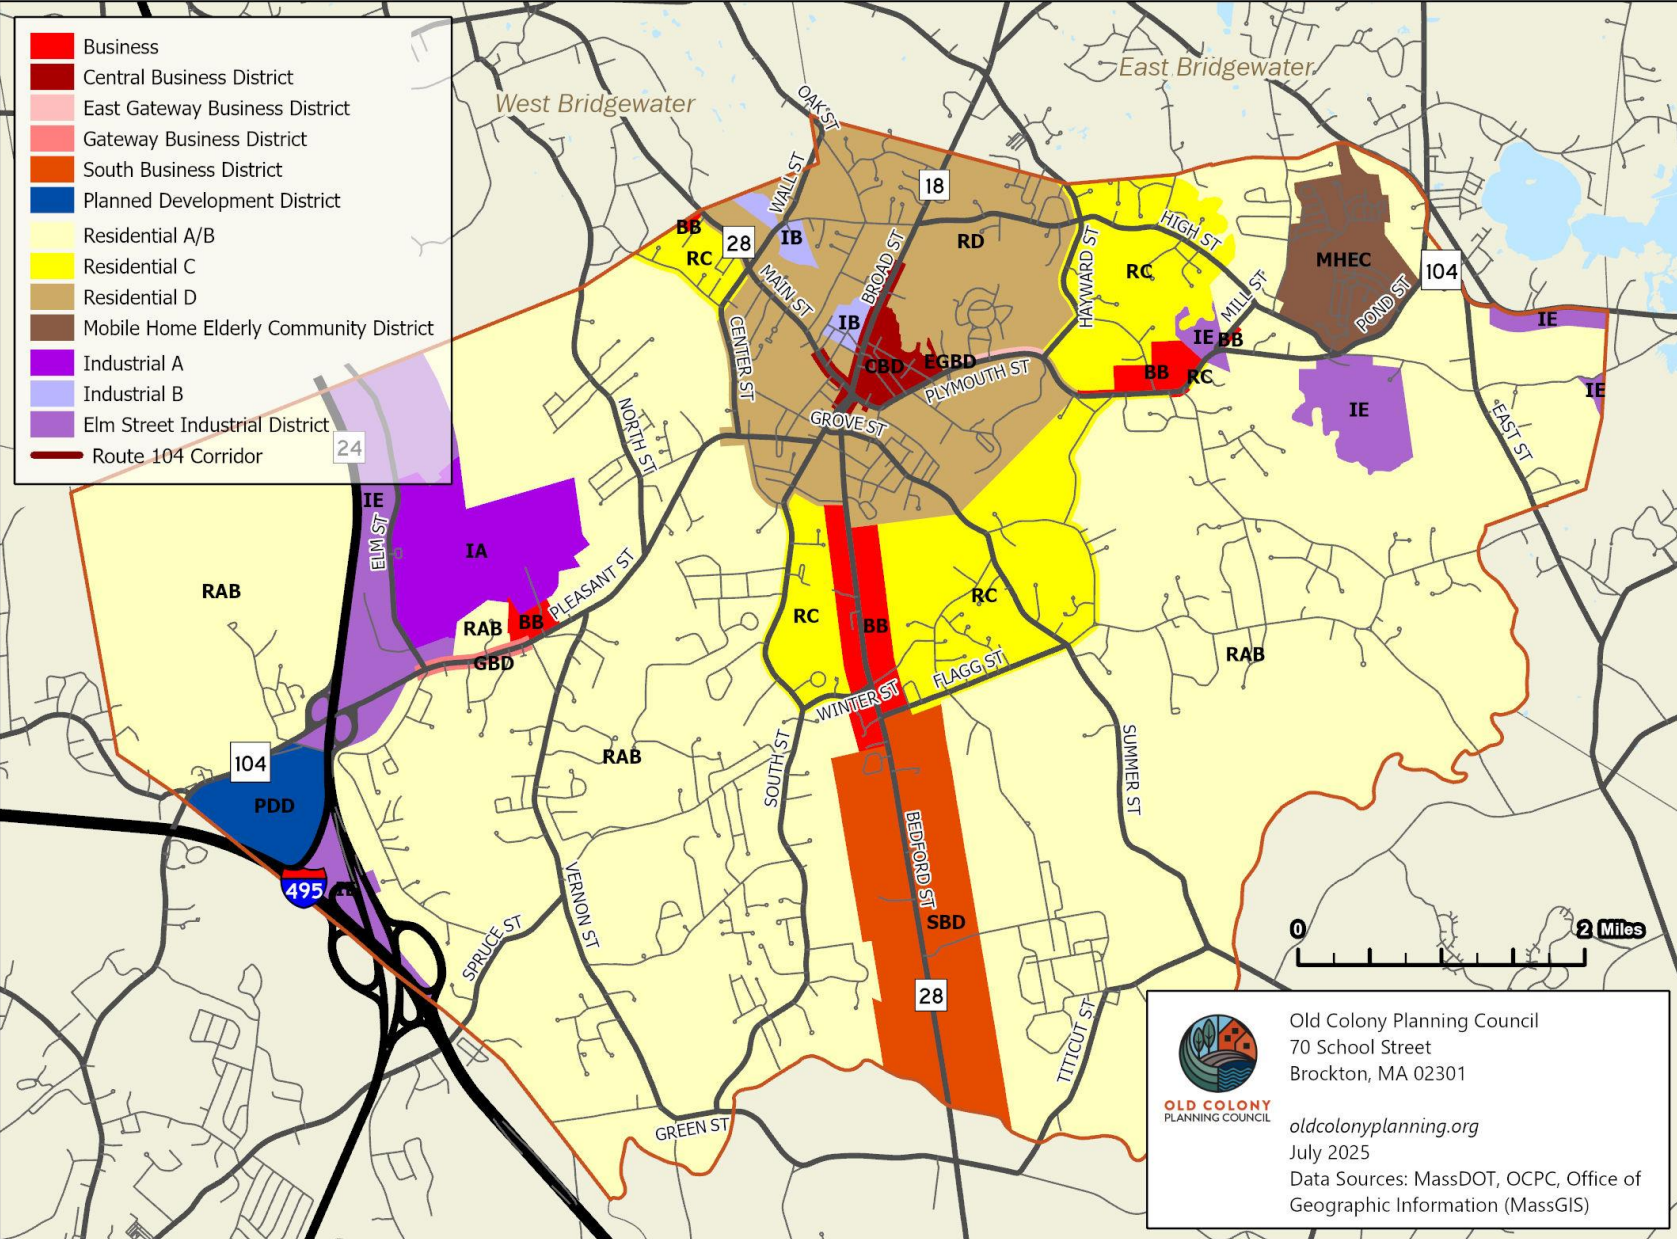 Business
Central Business District
East Gateway Business District
Gateway Business District
South Business District
Planned Development District
Residential A/B
Residential C
Residential D
Mobile Home Elderly Community District
Industrial A
Industrial B
Elm Street Industrial District
Route 104 Corridor
West Bridgewater
East Bridgewater
OAK ST
WALL ST
18
BB
28
IB
RC
RD
BROAD ST
MAIN ST
HAYWARD ST
HIGH ST
RC
MHEC
104
MILL ST
POND ST
IE
IB
IE
BB
CENTER ST
CBD
EGBD
PLYMOUTH ST
BB
RC
IE
IE
GROVE ST
EAST ST
NORTH ST
24
IE
ELM ST
IA
RAB
PLEASANT ST
RAB
BB
GBD
RC
BB
RC
RAB
FLAGG ST
WINTER ST
RAB
SOUTH ST
SUMMER ST
104
PDD
BEDFORD ST
495
VERNON ST
SBD
SPRUCE ST
28
TITICUT ST
GREEN ST
0
2 Miles
Old Colony Planning Council
70 School Street
Brockton, MA 02301
OLD COLONY
PLANNING COUNCIL
oldcolonyplanning.org
July 2025
Data Sources: MassDOT, OCPC, Office of
Geographic Information (MassGIS)